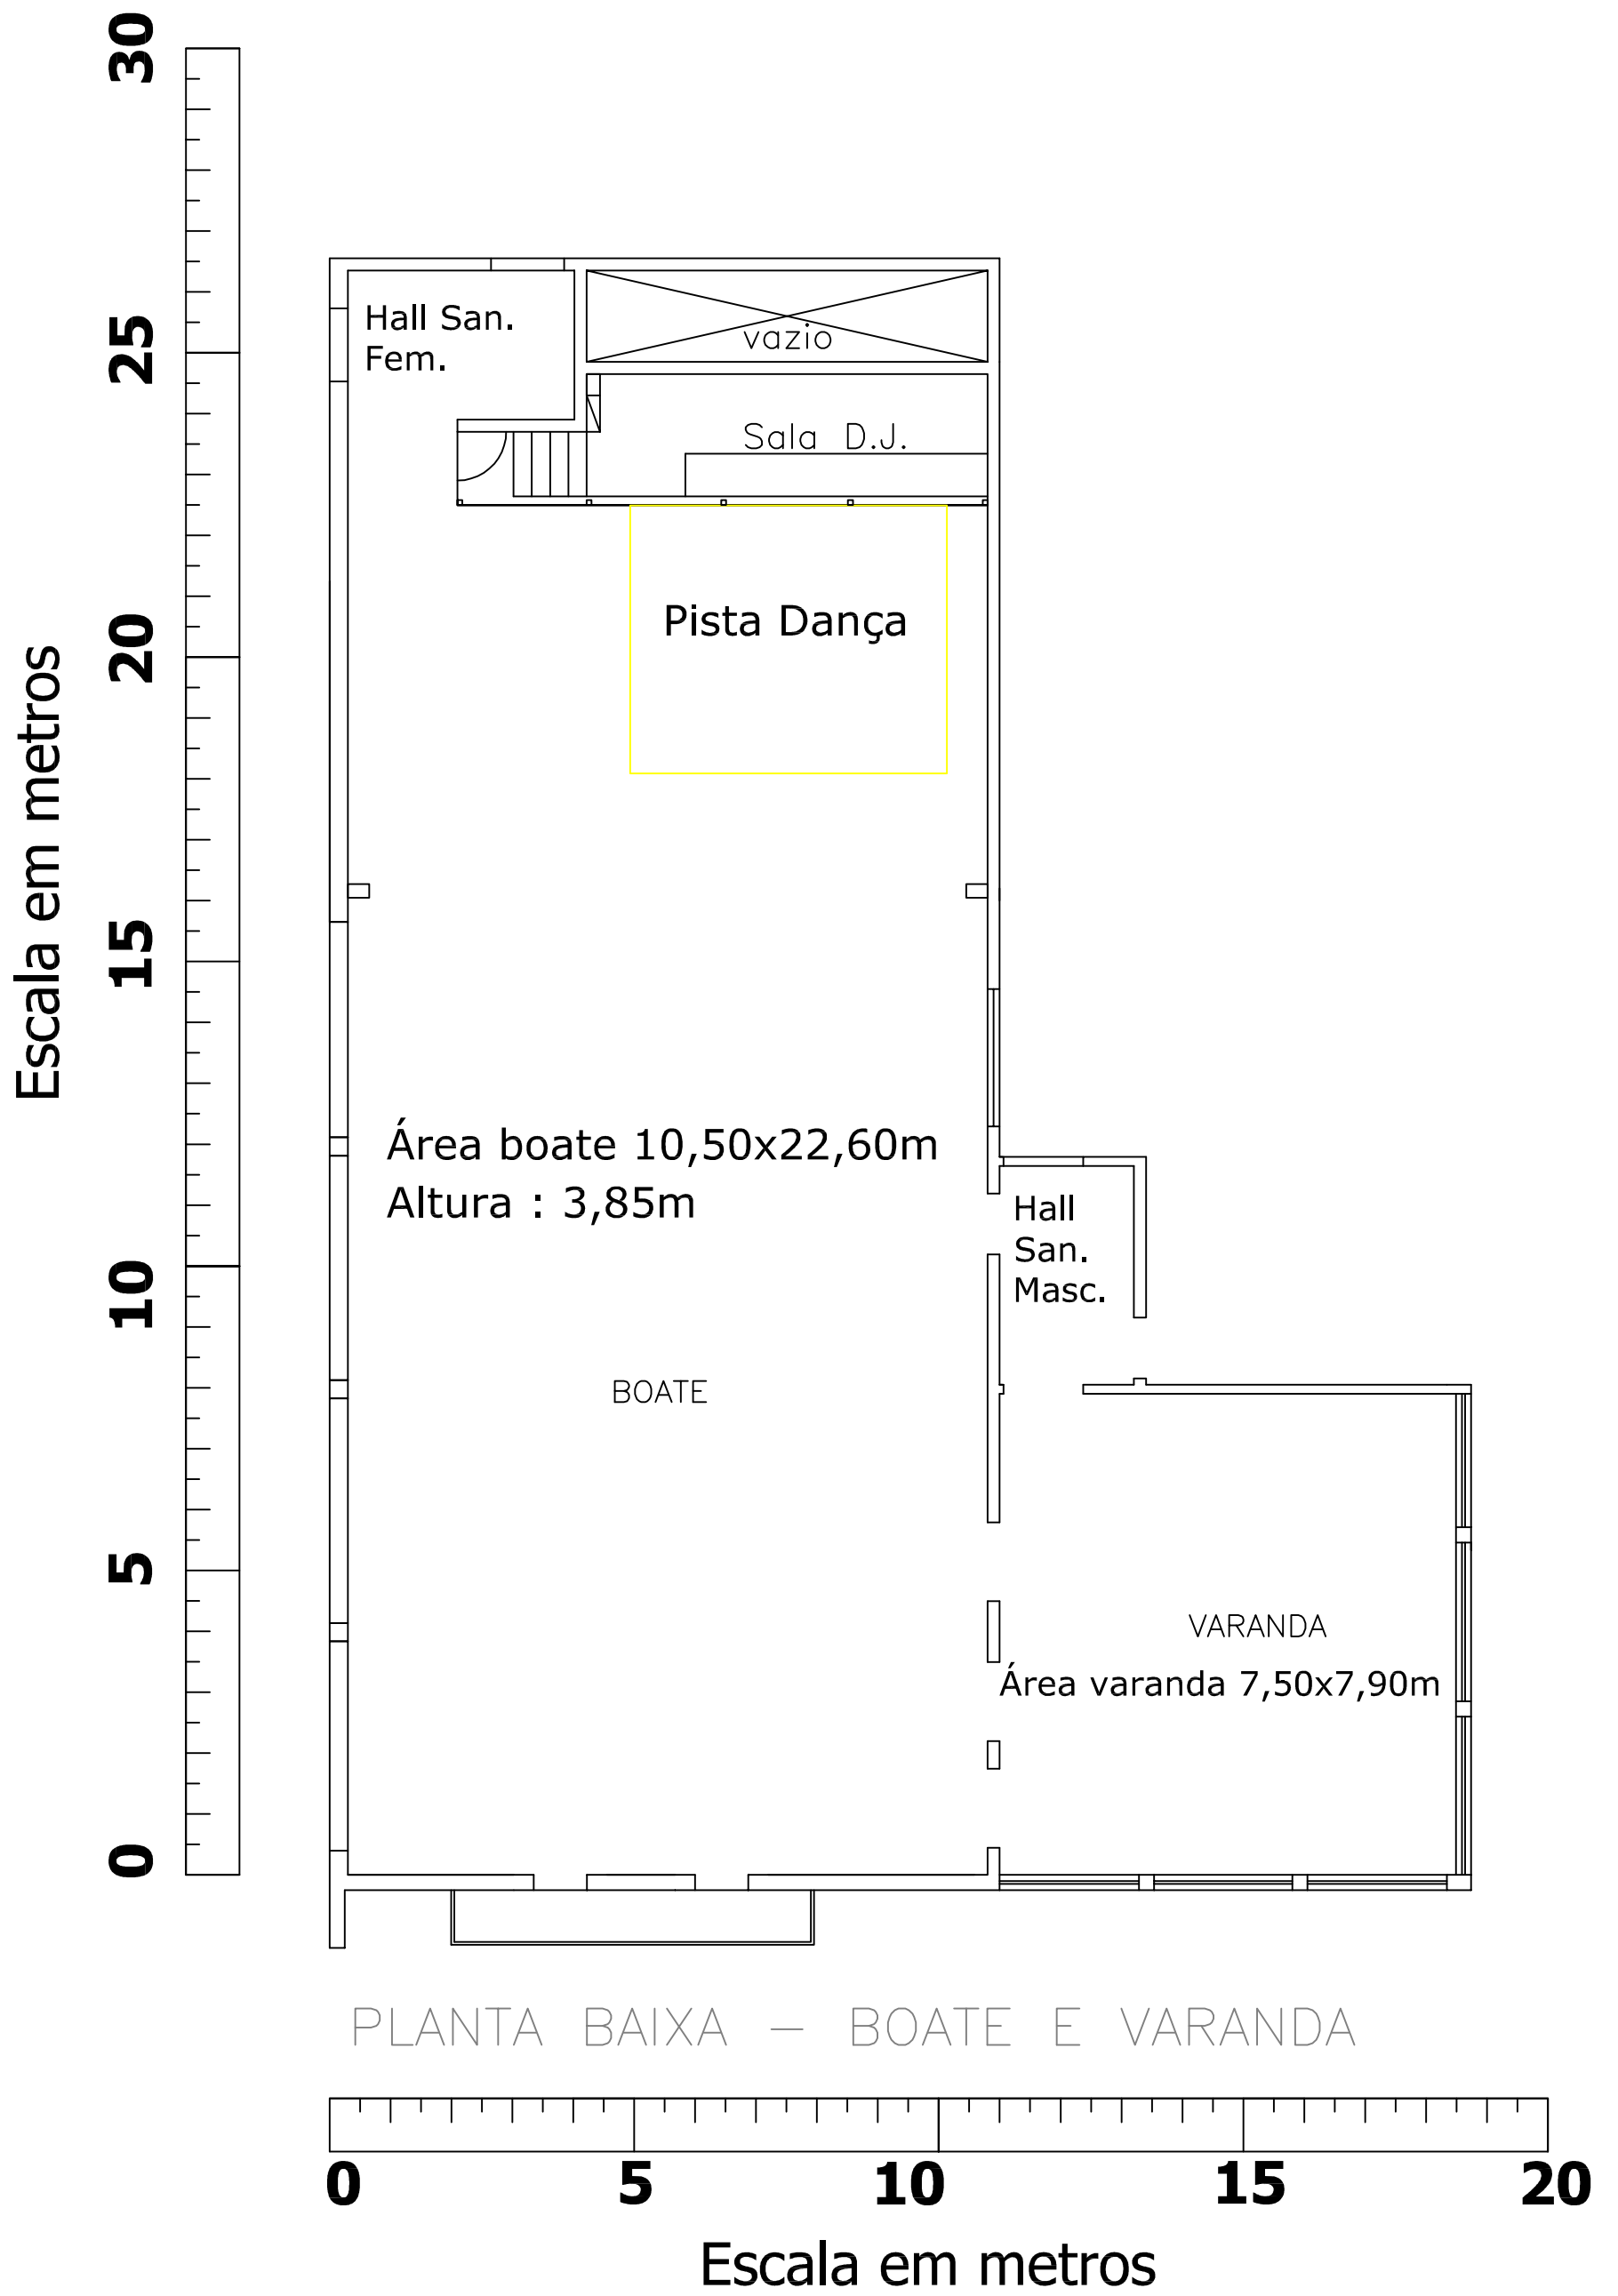 30
25
20
15
10
5
0
Escala em metros
Hall San.
Fem.
vazio
Sala D.J.
Pista Dança
Área boate 10,50x22,60m
Altura : 3,85m
Hall
San.
Masc.
BOATE
VARANDA
Área varanda 7,50x7,90m
PLANTA BAIXA – BOATE E VARANDA
0 5 10 15 20
Escala em metros